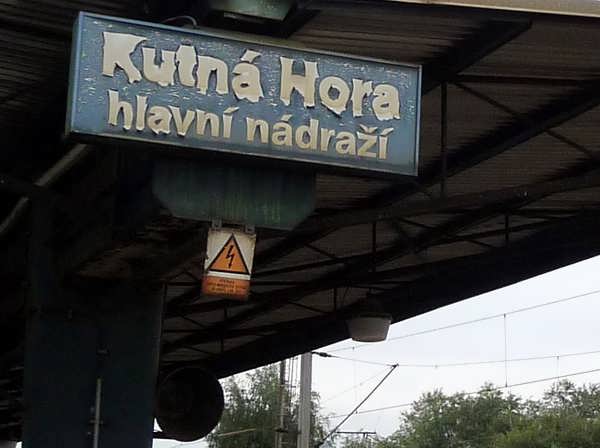 Kutná Hora
hlavní nádraží